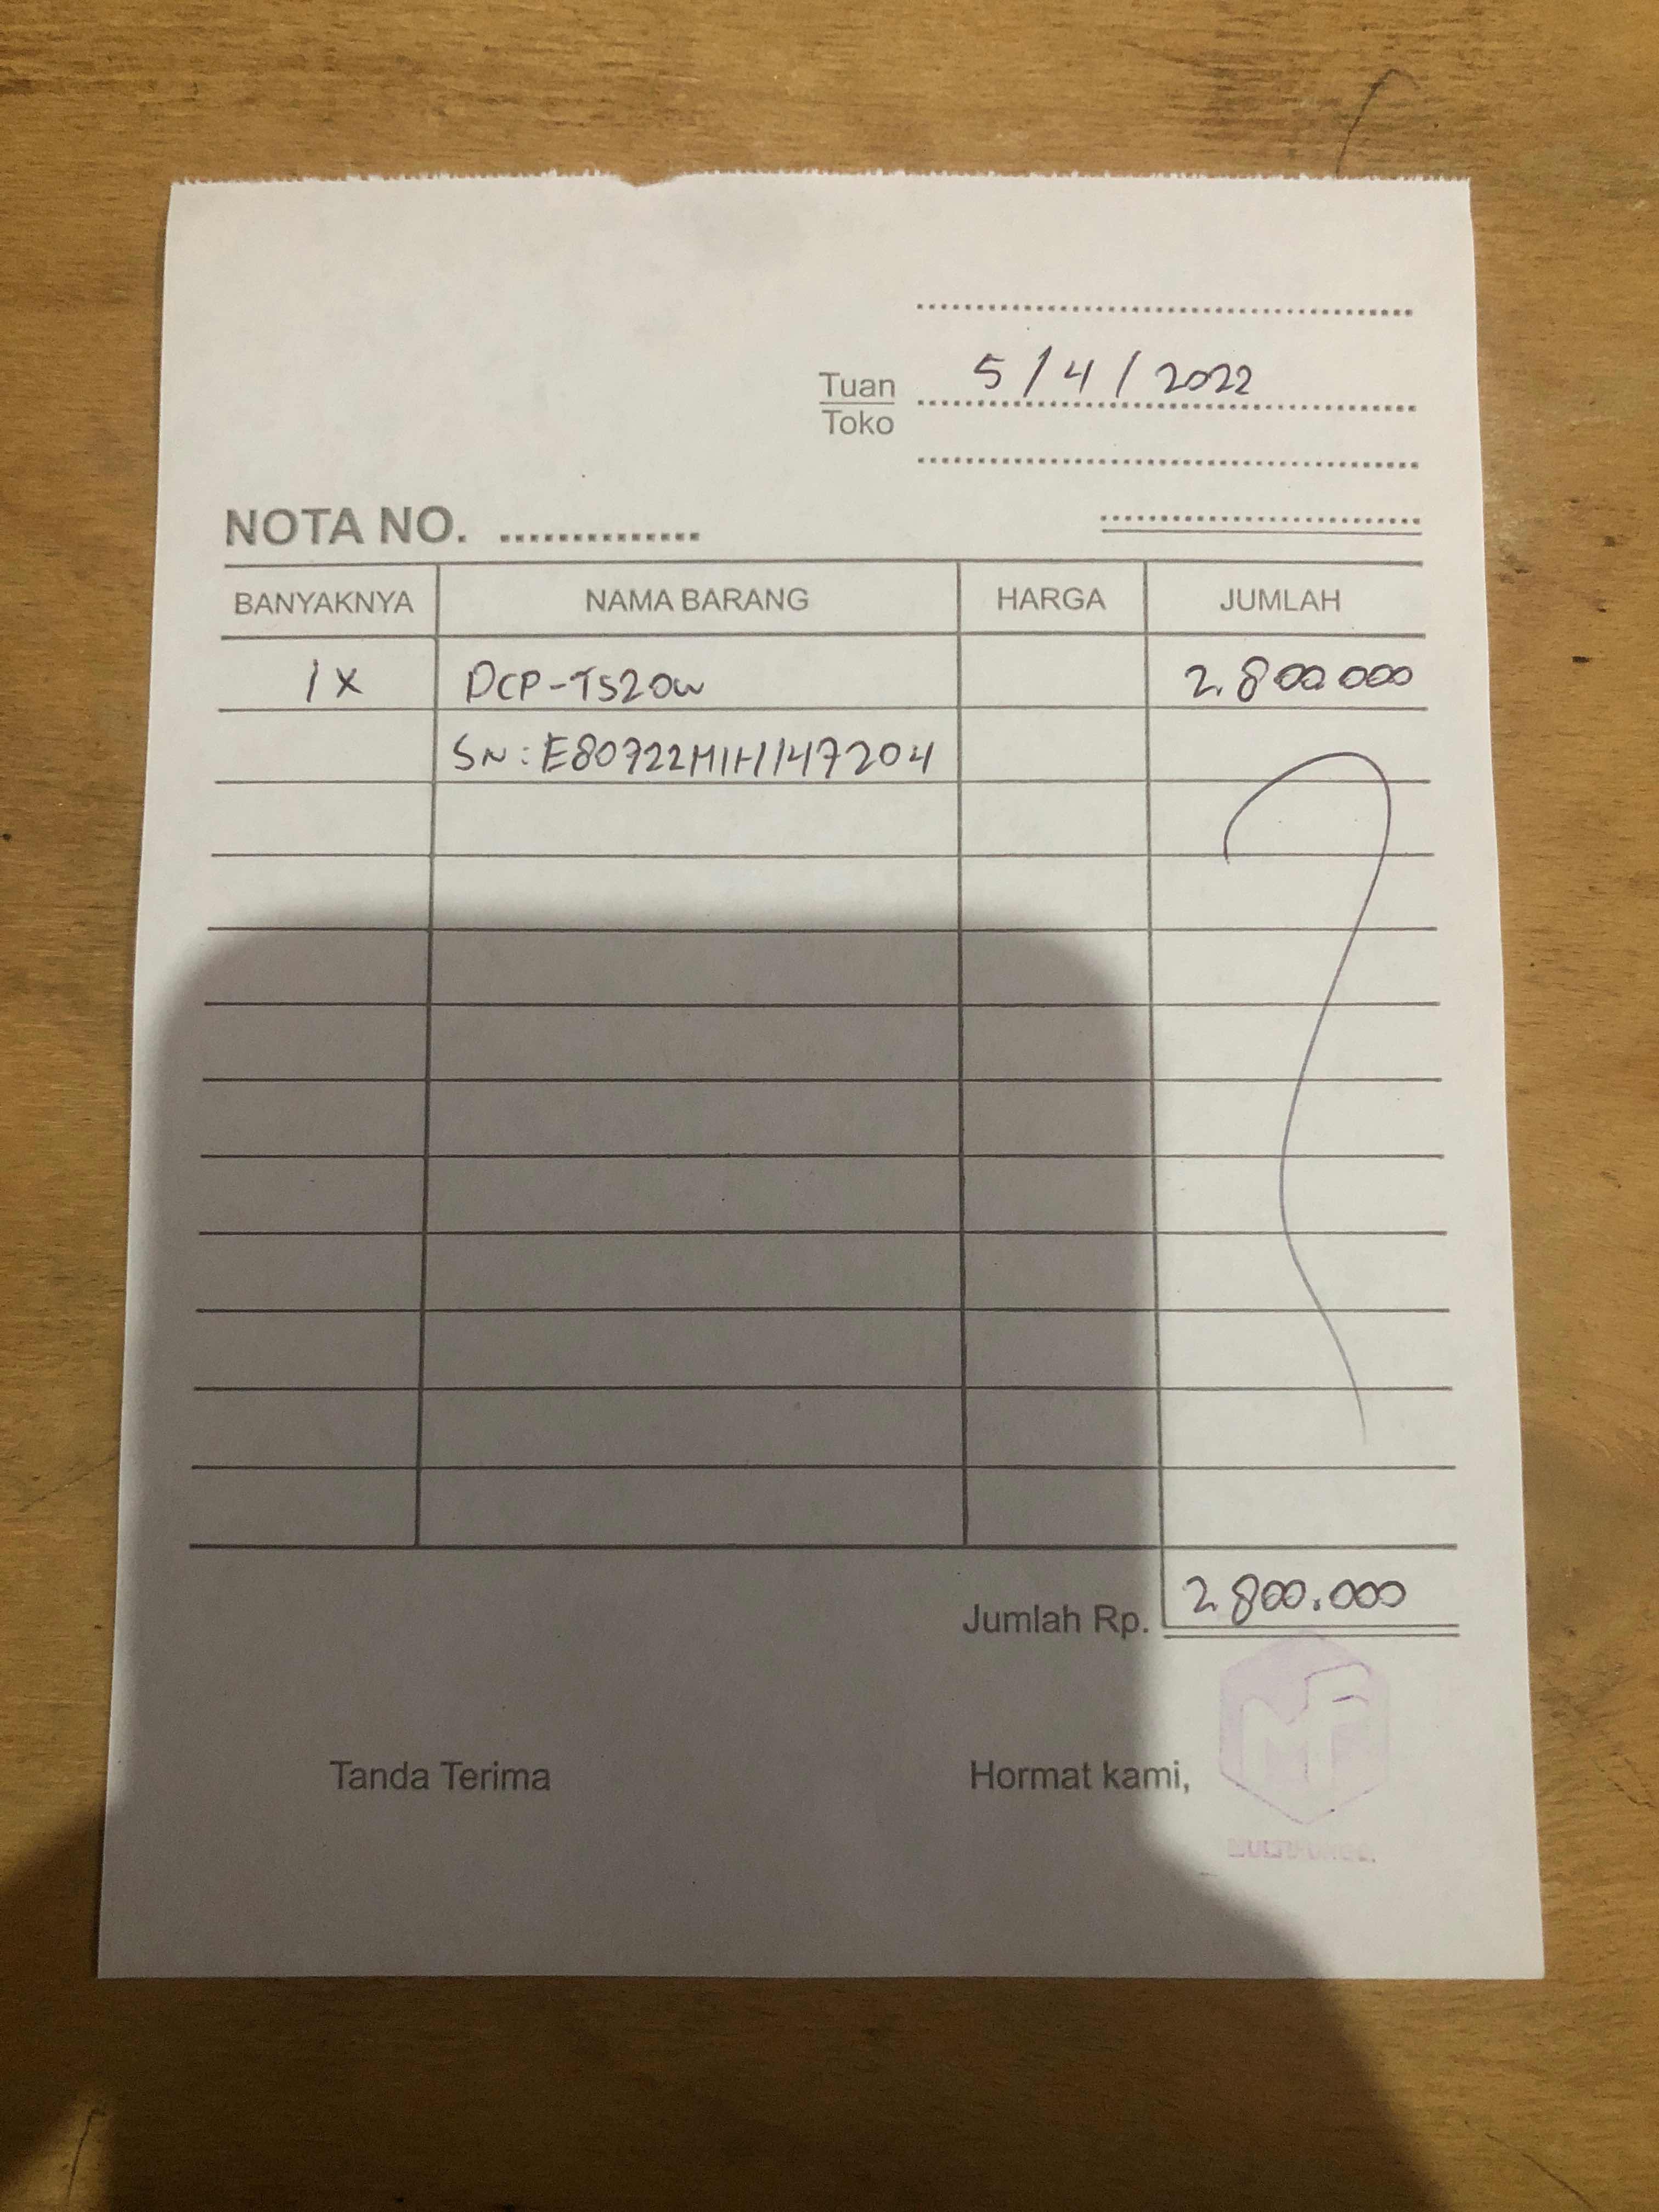 5/4/2022
Tuan
Toko
NOTA NO.
BANYAKNYA NAMA BARANG HARGA JUMLAH
1X DCP-T520W 2.800.000
SN: E80722M1H147204
Jumlah Rp. 2.800.000
Tanda Terima Hormat kami,
MF